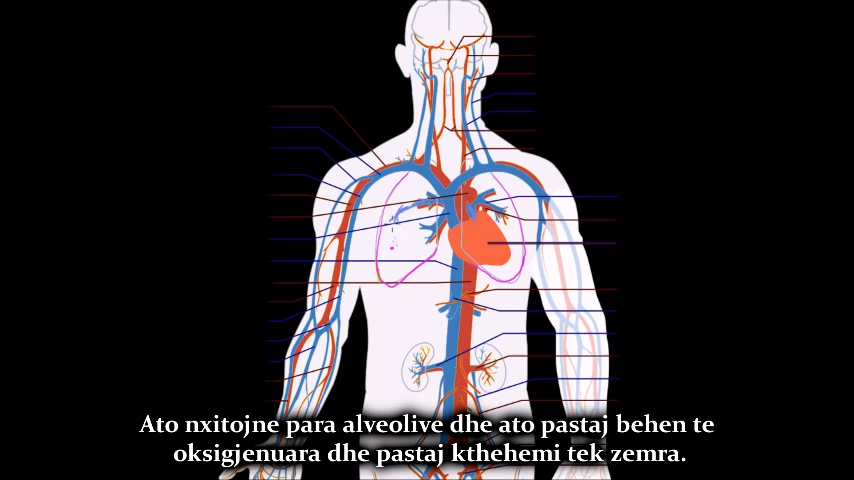 Ato nxitojne para alveolive dhe ato pastaj behen te
oksigjenuara dhe pastaj kthehemi tek zemra.